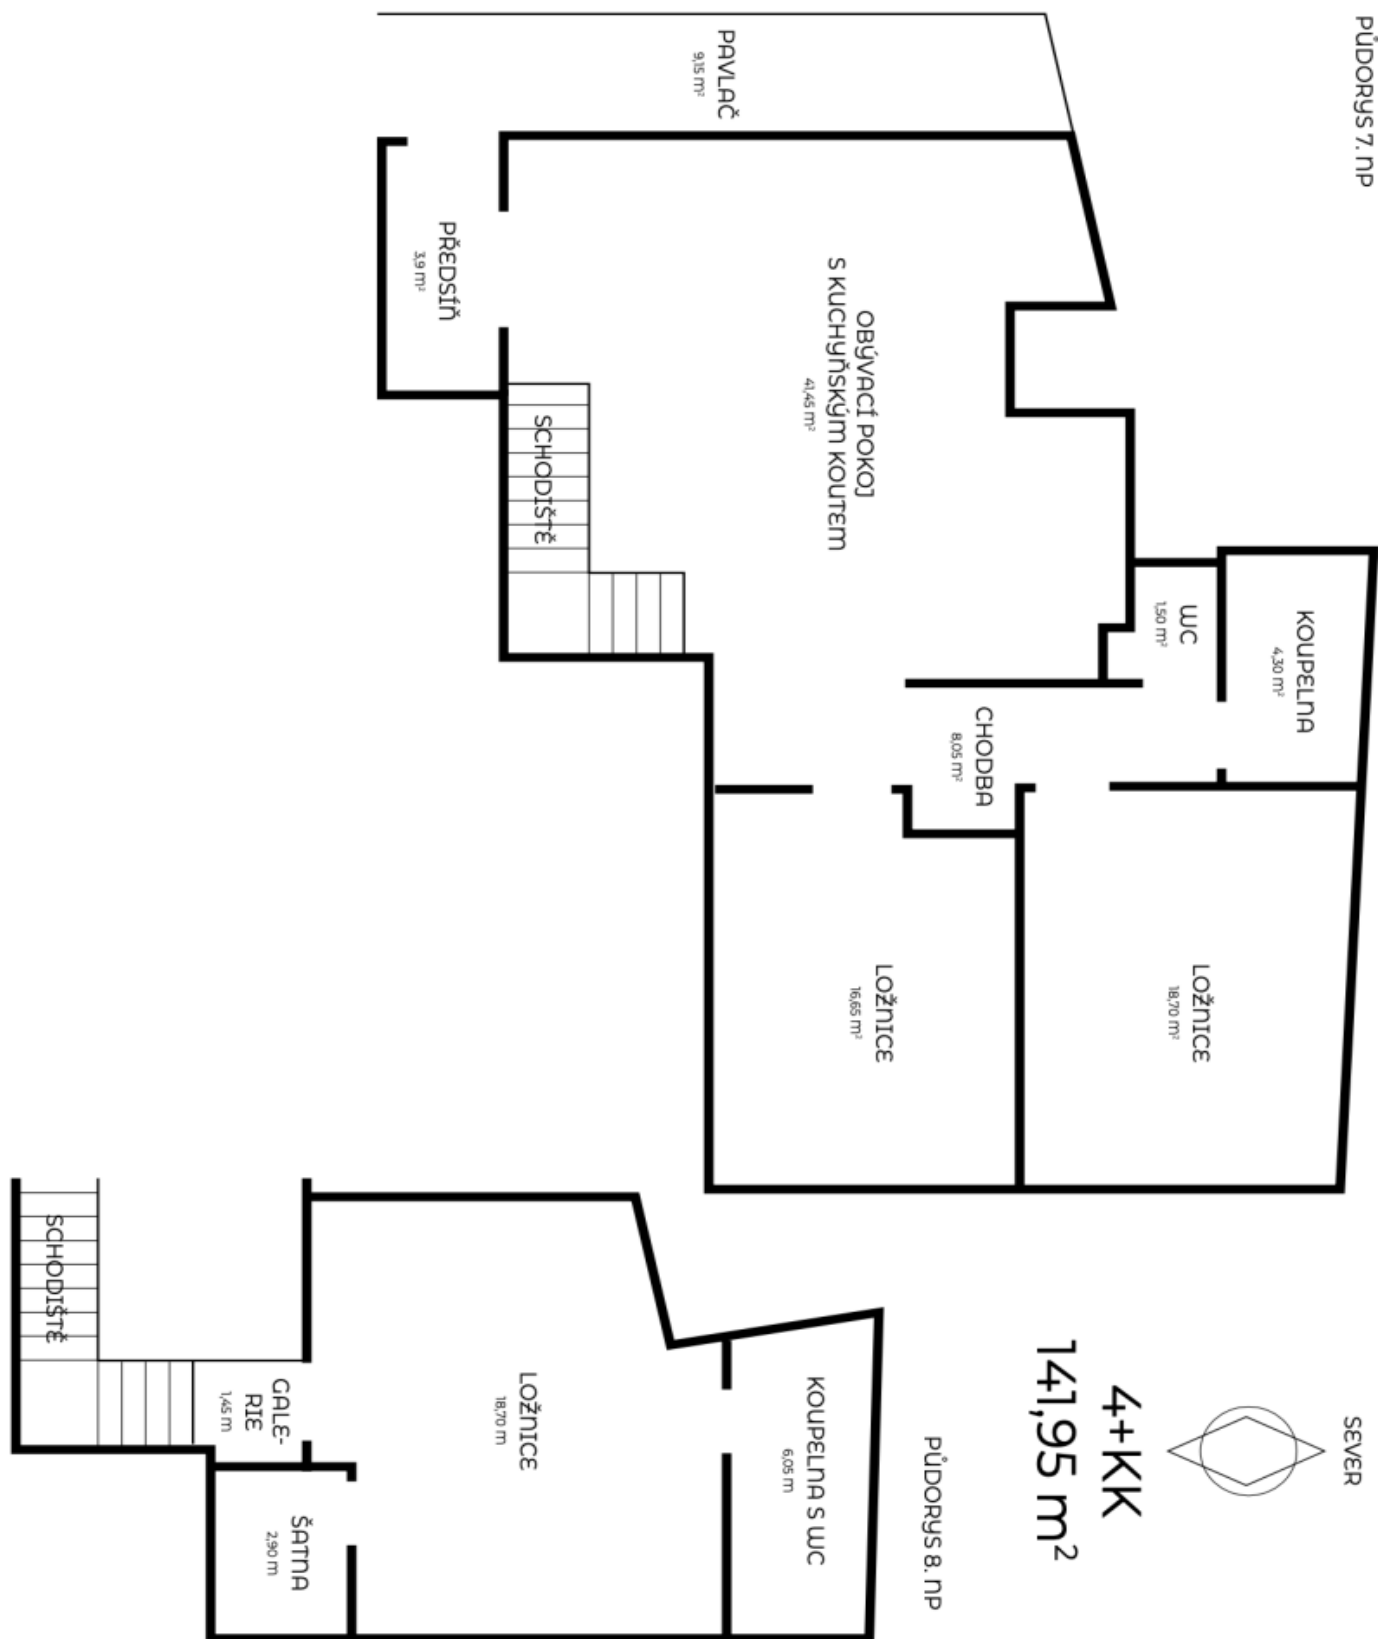 PŮDORYS 7. NP
PAVLAČ
9,15 m²
PŘEDSÍŇ
3,9 m²
OBÝVACÍ POKOJ
S KUCHYŇSKÝM KOUTEM
41,45 m²
SCHODIŠTĚ
WC
1,50 m²
KOUPELNA
4,30 m²
CHODBA
8,05 m²
LOŽNICE
16,65 m²
LOŽNICE
18,70 m²
SEVER
4+KK
141,95 m²
PŮDORYS 8. NP
SCHODIŠTĚ
GALE-
RIE
1,45 m
ŠATNA
2,90 m
LOŽNICE
18,70 m
KOUPELNA S WC
6,05 m